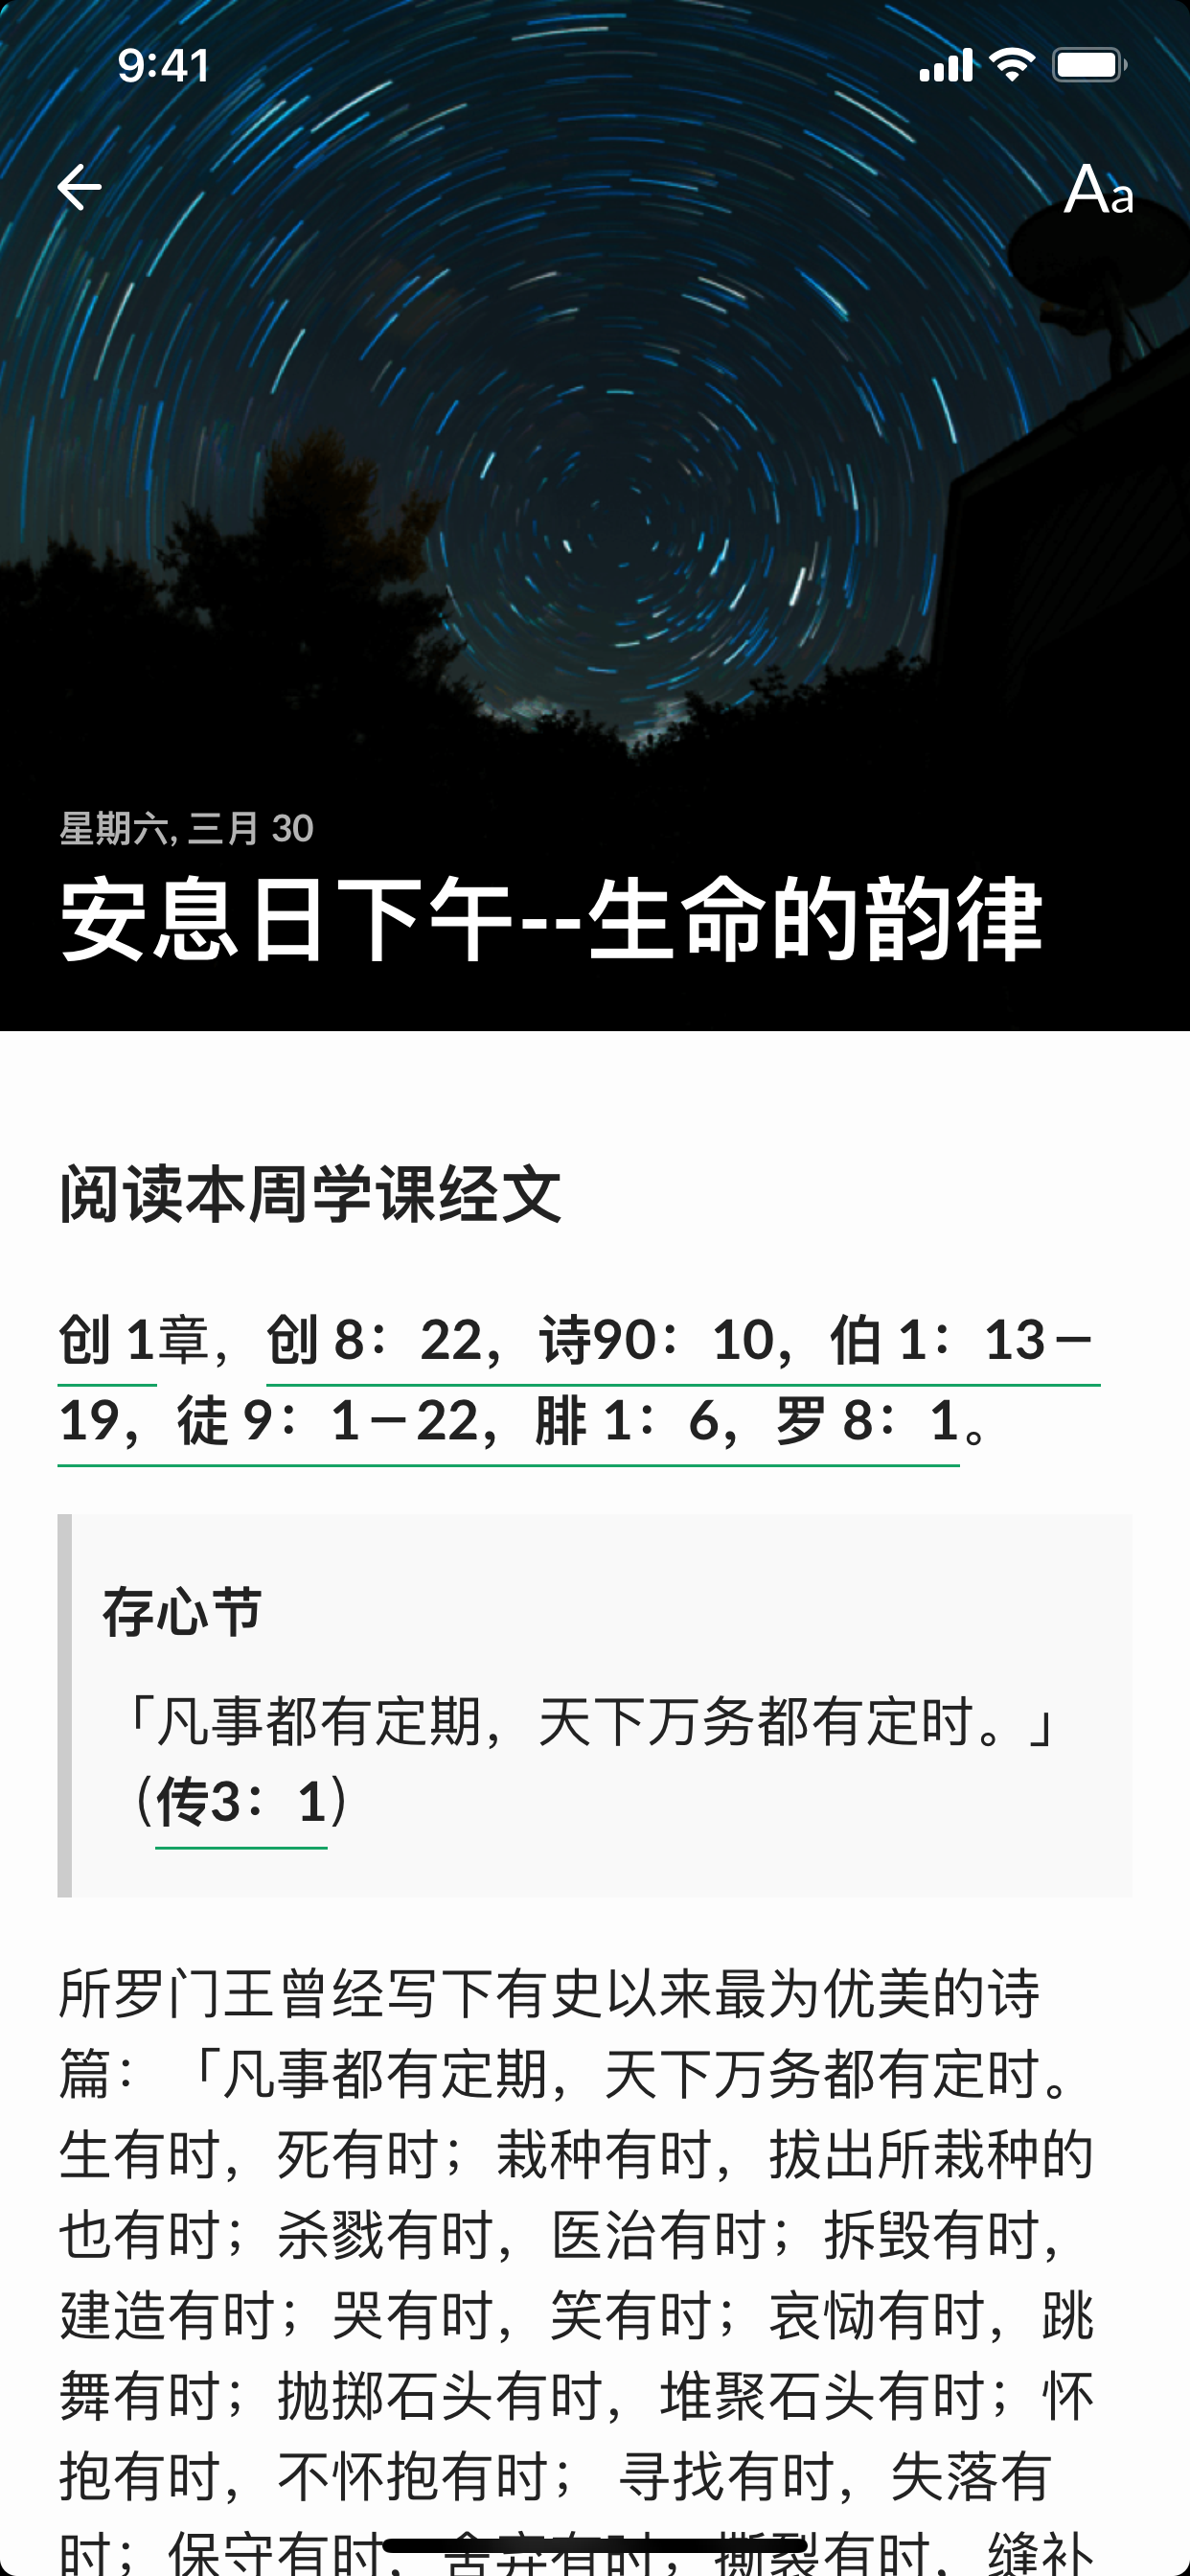 9:41
Aa
星期六, 三月 30
安息日下午--生命的韵律
阅读本周学课经文
创 1章，创 8：22，诗90：10，伯 1：13－
19，徒 9：1－22，腓 1：6，罗 8：1。
存心节
「凡事都有定期，天下万务都有定时。」
（传3：1）
所罗门王曾经写下有史以来最为优美的诗
篇：「凡事都有定期，天下万务都有定时。
生有时，死有时；栽种有时，拔出所栽种的
也有时；杀戮有时，医治有时；拆毁有时，
建造有时；哭有时，笑有时；哀恸有时，跳
舞有时；抛掷石头有时，堆聚石头有时；怀
抱有时，不怀抱有时； 寻找有时，失落有
时；保守有时，舍弃有时；撕裂有时，缝补